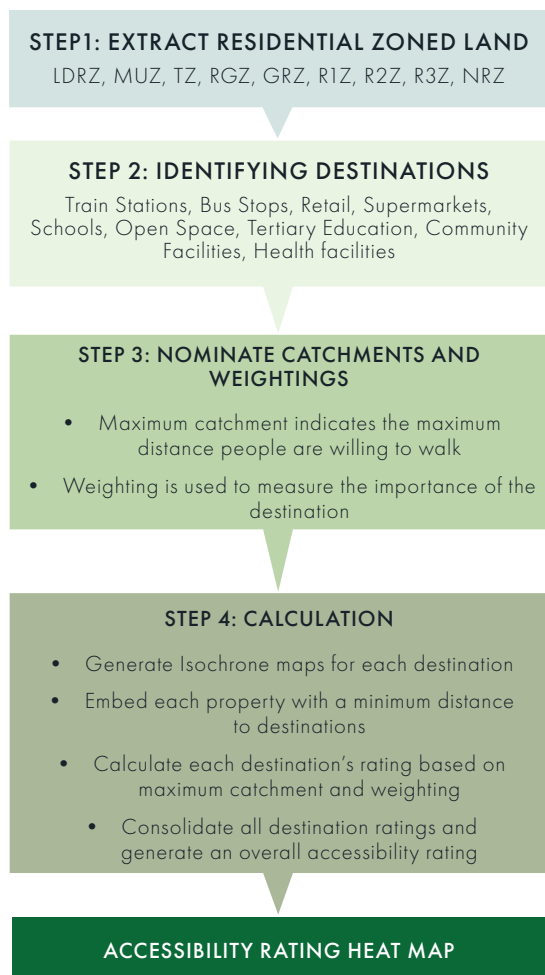 STEP1: EXTRACT RESIDENTIAL ZONED LAND
LDRZ, MUZ, TZ, RGZ, GRZ, R1Z, R2Z, R3Z, NRZ
STEP 2: IDENTIFYING DESTINATIONS
Train Stations, Bus Stops, Retail, Supermarkets,
Schools, Open Space, Tertiary Education, Community
Facilities, Health facilities
STEP 3: NOMINATE CATCHMENTS AND
WEIGHTINGS
• Maximum catchment indicates the maximum
distance people are willing to walk
• Weighting is used to measure the importance of the
destination
STEP 4: CALCULATION
• Generate Isochrone maps for each destination
• Embed each property with a minimum distance
to destinations
• Calculate each destination’s rating based on
maximum catchment and weighting
• Consolidate all destination ratings and
generate an overall accessibility rating
ACCESSIBILITY RATING HEAT MAP